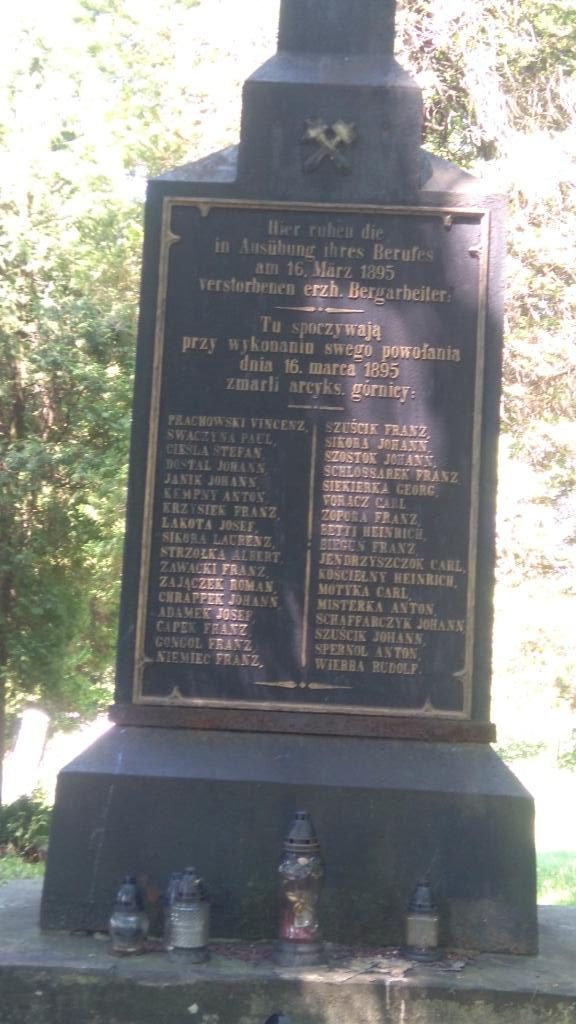 Hier ruhen die
in Ausübung ihres Berufes
am 16. März 1895
verstorbenen erzh. Bergarbeiter:
Tu spoczywają
przy wykonaniu swego powołania
dnia 16. marca 1895
zmarli arcyks. górnicy:
PRACHOWSKI VINCENZ,
SWACZYNA PAUL,
CIEŚLA STEFAN,
DOSTAL JOHANN,
JANIK JOHANN,
KEMPNY ANTON,
KRZYSIEK FRANZ,
LAKOTA JOSEF,
SIKORA LAURENZ,
STRZOŁKA ALBERT,
ZAWACKI FRANZ,
ZAJĄCZEK ROMAN,
CHRAPPEK JOHANN
ADAMEK JOSEF
CAPEK FRANZ,
GONGOL FRANZ,
NIEMIEC FRANZ,
SZUŚCIK FRANZ,
SIKORA JOHANN,
SZOSTOK JOHANN,
SCHLOSSAREK FRANZ
SIEKIERKA GEORG,
VORACZ CARL,
ZOPORA FRANZ,
BETTI HEINRICH,
BIEGUN FRANZ,
JENDRZYSZCZOK CARL,
KOŚCIELNY HEINRICH,
MOTYKA CARL,
MISTERKA ANTON,
SCHAFFARCZYK JOHANN,
SZUŚCIK JOHANN,
SPERNOL ANTON,
WIERBA RUDOLF.